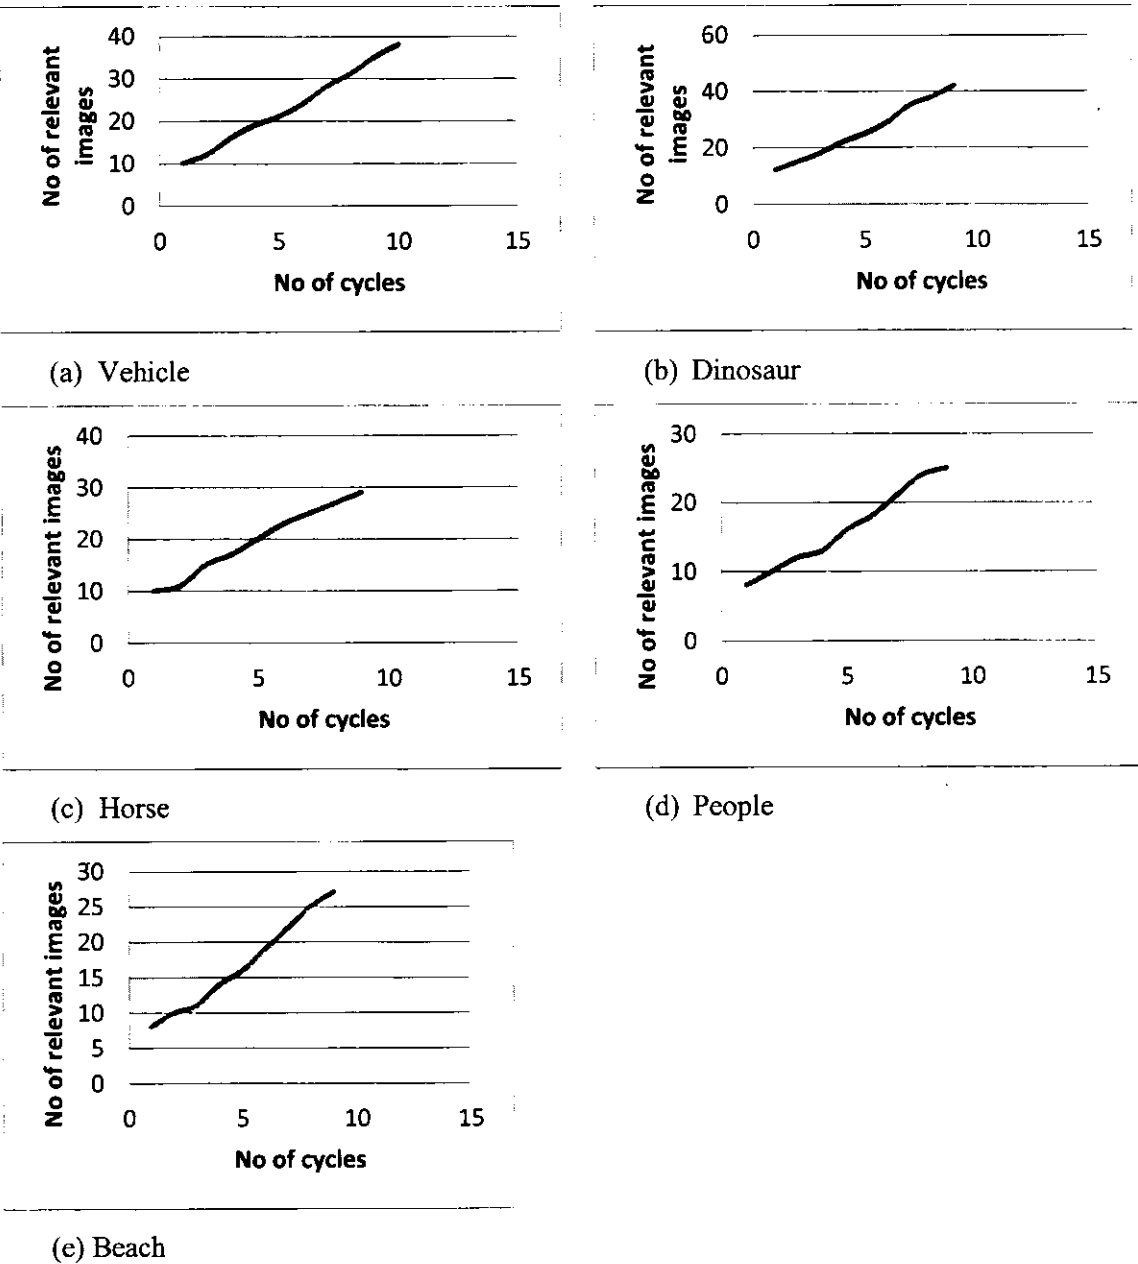 No of relevant
images
40
30
20
10
0
0 5 10 15
No of cycles
(a) Vehicle
No of relevant
images
60
40
20
0
0 5 10 15
No of cycles
(b) Dinosaur
No of relevant images
40
30
20
10
0
0 5 10 15
No of cycles
(c) Horse
No of relevant images
30
20
10
0
0 5 10 15
No of cycles
(d) People
No of relevant images
30
25
20
15
10
5
0
0 5 10 15
No of cycles
(e) Beach